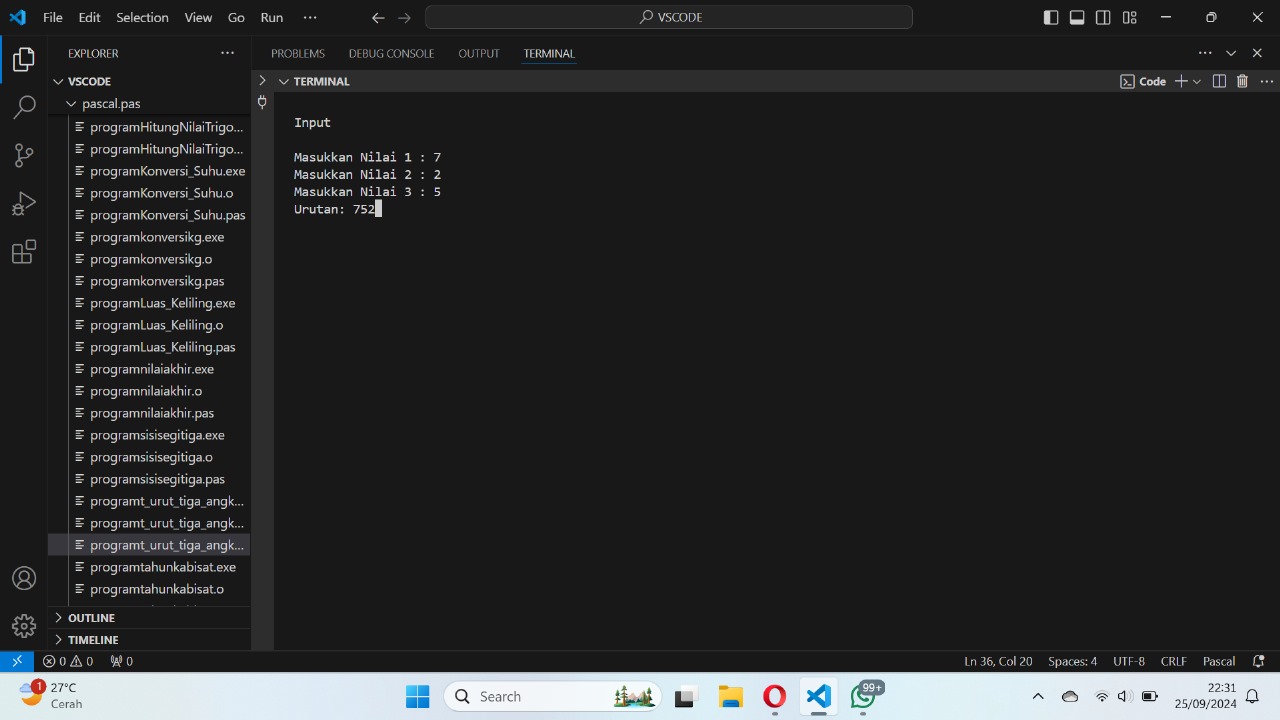 File Edit Selection View Go Run ··· VSCODE
EXPLORER ···
VSCODE
pascal.pas
programHitungNilaiTrigo...
programHitungNilaiTrigo...
programKonversi_Suhu.exe
programKonversi_Suhu.o
programKonversi_Suhu.pas
programkonversikg.exe
programkonversikg.o
programkonversikg.pas
programLuas_Keliling.exe
programLuas_Keliling.o
programLuas_Keliling.pas
programnilaiakhir.exe
programnilaiakhir.o
programnilaiakhir.pas
programsisisegitiga.exe
programsisisegitiga.o
programsisisegitiga.pas
programt_urut_tiga_angk...
programt_urut_tiga_angk...
programt_urut_tiga_angk...
programtahunkabisat.exe
programtahunkabisat.o
OUTLINE
TIMELINE
PROBLEMS DEBUG CONSOLE OUTPUT TERMINAL
TERMINAL Code
Input
Masukkan Nilai 1 : 7
Masukkan Nilai 2 : 2
Masukkan Nilai 3 : 5
Urutan: 752
0 0 0 Ln 36, Col 20 Spaces: 4 UTF-8 CRLF Pascal
1 27°C
Cerah
Search
99+
22:31
25/09/2024